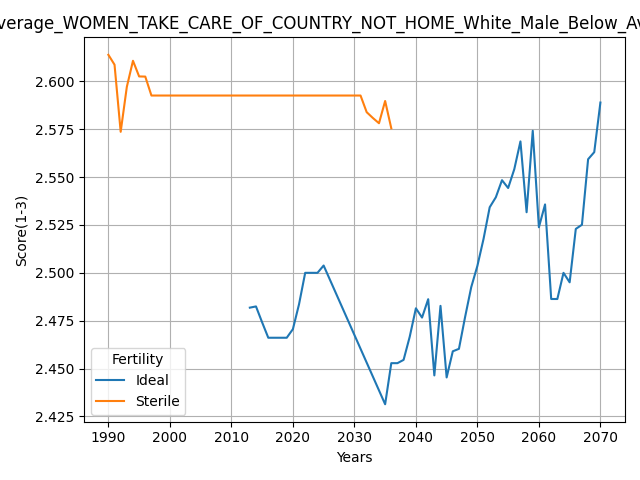 verage_WOMEN_TAKE_CARE_OF_COUNTRY_NOT_HOME_White_Male_Below_Av
2.600
2.575
2.550
2.525
2.500
2.475
2.450
2.425
Score(1-3)
Fertility
Ideal
Sterile
1990 2000 2010 2020 2030 2040 2050 2060 2070
Years